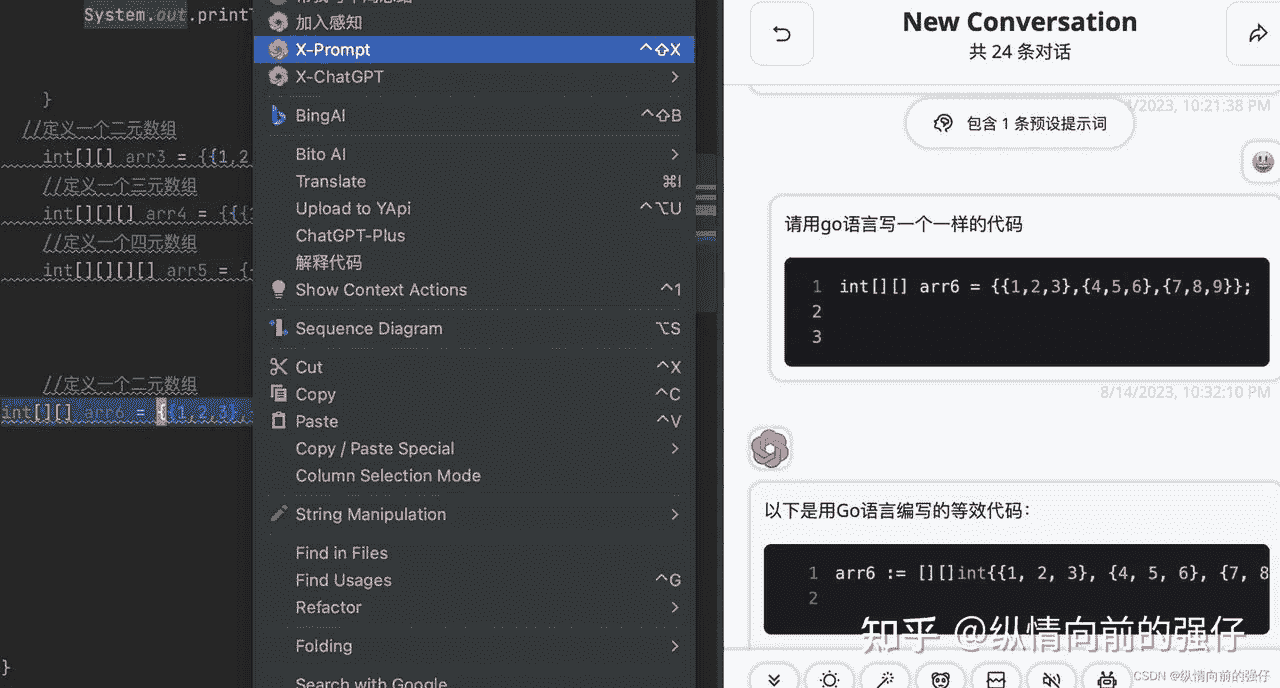 System.out.print
}
//定义一个二元数组
int[][] arr3 = {{1,2
//定义一个三元数组
int[][][] arr4 = {{{
//定义一个四元数组
int[][][][] arr5 = {
//定义一个二元数组
int[][] arr6 = {{1,2,3},
}
加入感知
X-Prompt ^⇧X
X-ChatGPT >
BingAI ^⇧B
Bito AI >
Translate ⌘I
Upload to YApi ^⌥U
ChatGPT-Plus
解释代码
Show Context Actions ^1
Sequence Diagram ⌥S
Cut ^X
Copy ^C
Paste ^V
Copy / Paste Special >
Column Selection Mode
String Manipulation >
Find in Files
Find Usages ^G
Refactor >
Folding >
Search with Google
New Conversation
共 24 条对话
/2023, 10:21:38 PM
包含 1 条预设提示词
请用go语言写一个一样的代码
1 int[][] arr6 = {{1,2,3},{4,5,6},{7,8,9}};
2
3
8/14/2023, 10:32:10 PM
以下是用Go语言编写的等效代码：
1 arr6 := [][]int{{1, 2, 3}, {4, 5, 6}, {7, 8
2
知乎 @纵情向前的强仔
CSDN @纵情向前的强仔